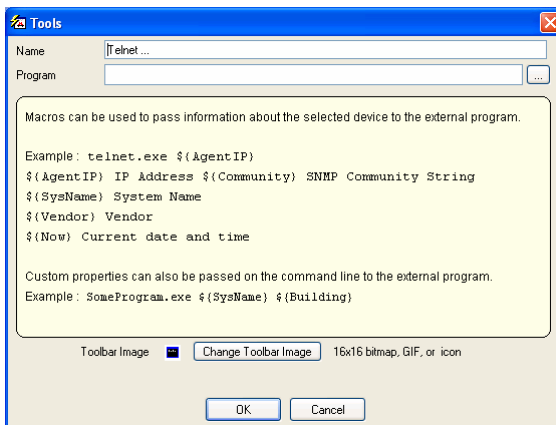 Tools
Name Telnet ...
Program ...
Macros can be used to pass information about the selected device to the external program.
Example : telnet.exe ${AgentIP}
${AgentIP} IP Address ${Community} SNMP Community String
${SysName} System Name
${Vendor} Vendor
${Now} Current date and time
Custom properties can also be passed on the command line to the external program.
Example : SomeProgram.exe ${SysName} ${Building}
Toolbar Image Change Toolbar Image 16x16 bitmap, GIF, or icon
OK Cancel